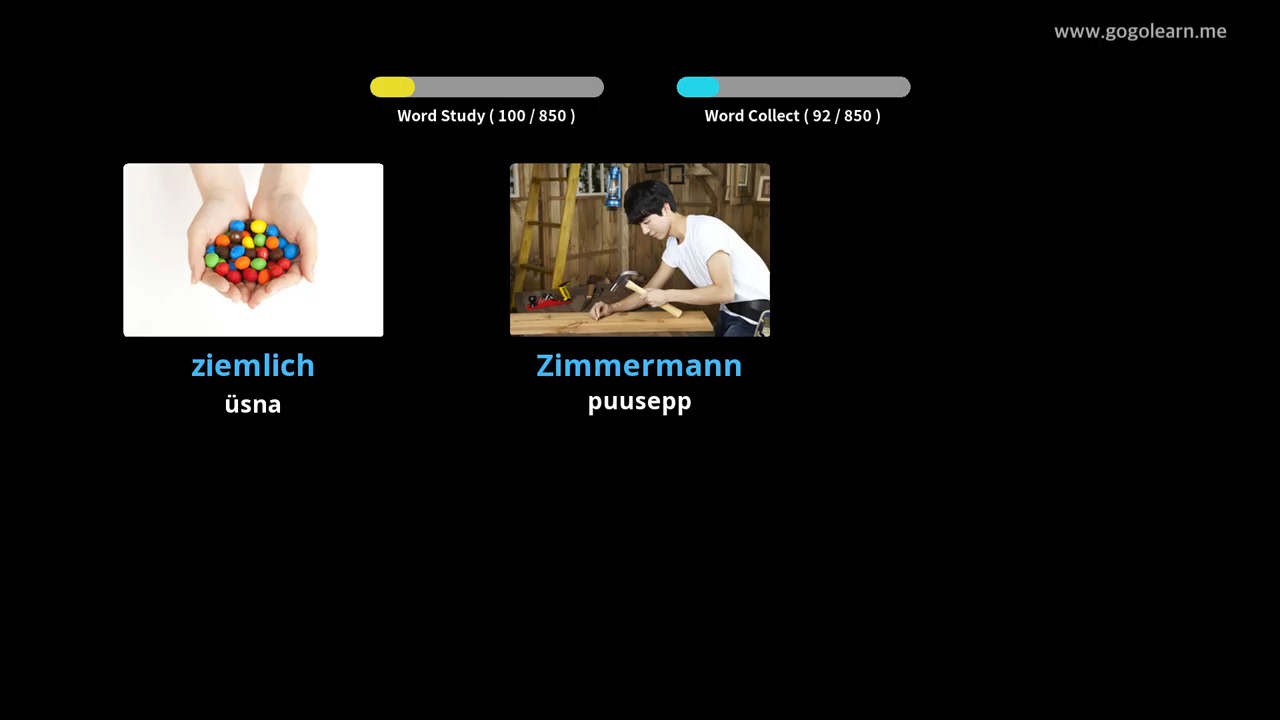 www.gogolearn.me
Word Study ( 100 / 850 )
Word Collect ( 92 / 850 )
ziemlich
üsna
Zimmermann
puusepp